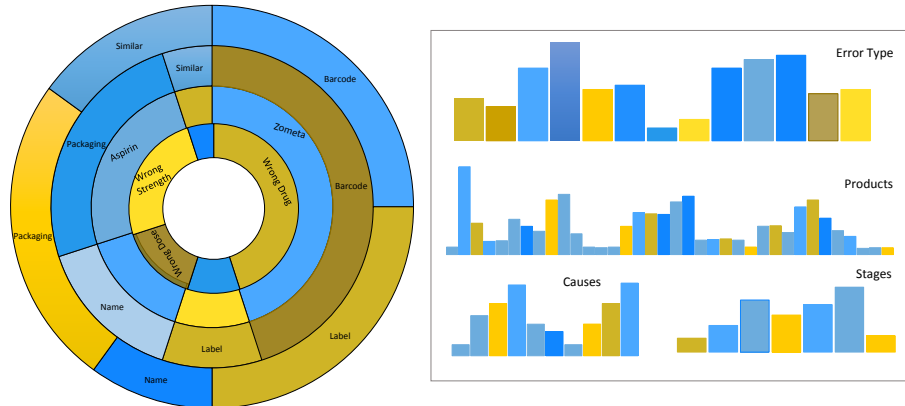 Similar
Barcode
Similar
Packaging
Aspirin
Zometa
Wrong
Strength
Wrong Drug
Barcode
Packaging
Wrong Dose
Name
Label
Label
Name
Error Type
Products
Causes
Stages